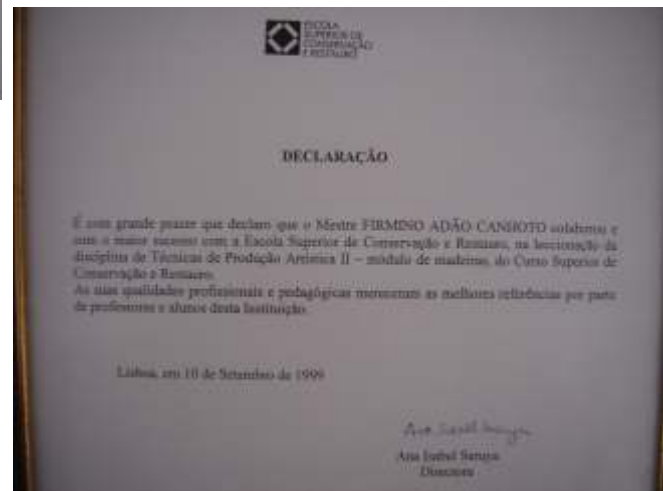 ESCOLA
SUPERIOR DE
CONSERVAÇÃO
E RESTAURO
DECLARAÇÃO
É com grande prazer que declaro que o Mestre FIRMINO ADÃO CANHOTO colaborou e
com o maior sucesso com a Escola Superior de Conservação e Restauro, na leccionação da
disciplina de Técnicas de Produção Artística II – módulo de madeiras, do Curso Superior de
Conservação e Restauro.
As suas qualidades profissionais e pedagógicas mereceram as melhores referências por parte
de professores e alunos desta Instituição.
Lisboa, em 10 de Setembro de 1999
Ana Isabel
Ana Isabel Seruya
Directora